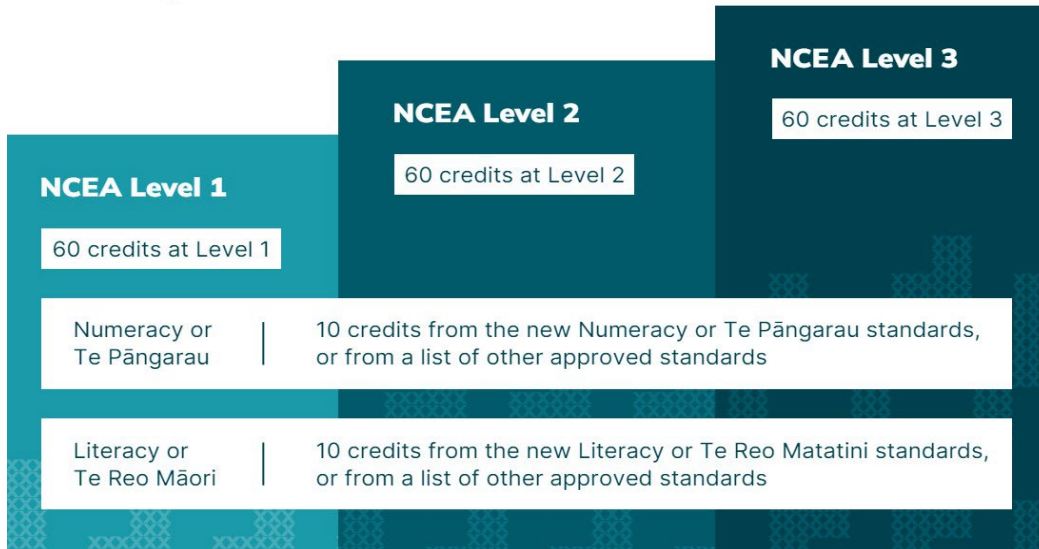 NCEA Level 1
60 credits at Level 1
NCEA Level 2
60 credits at Level 2
NCEA Level 3
60 credits at Level 3
Numeracy or
Te Pāngarau
10 credits from the new Numeracy or Te Pāngarau standards,
or from a list of other approved standards
Literacy or
Te Reo Māori
10 credits from the new Literacy or Te Reo Matatini standards,
or from a list of other approved standards